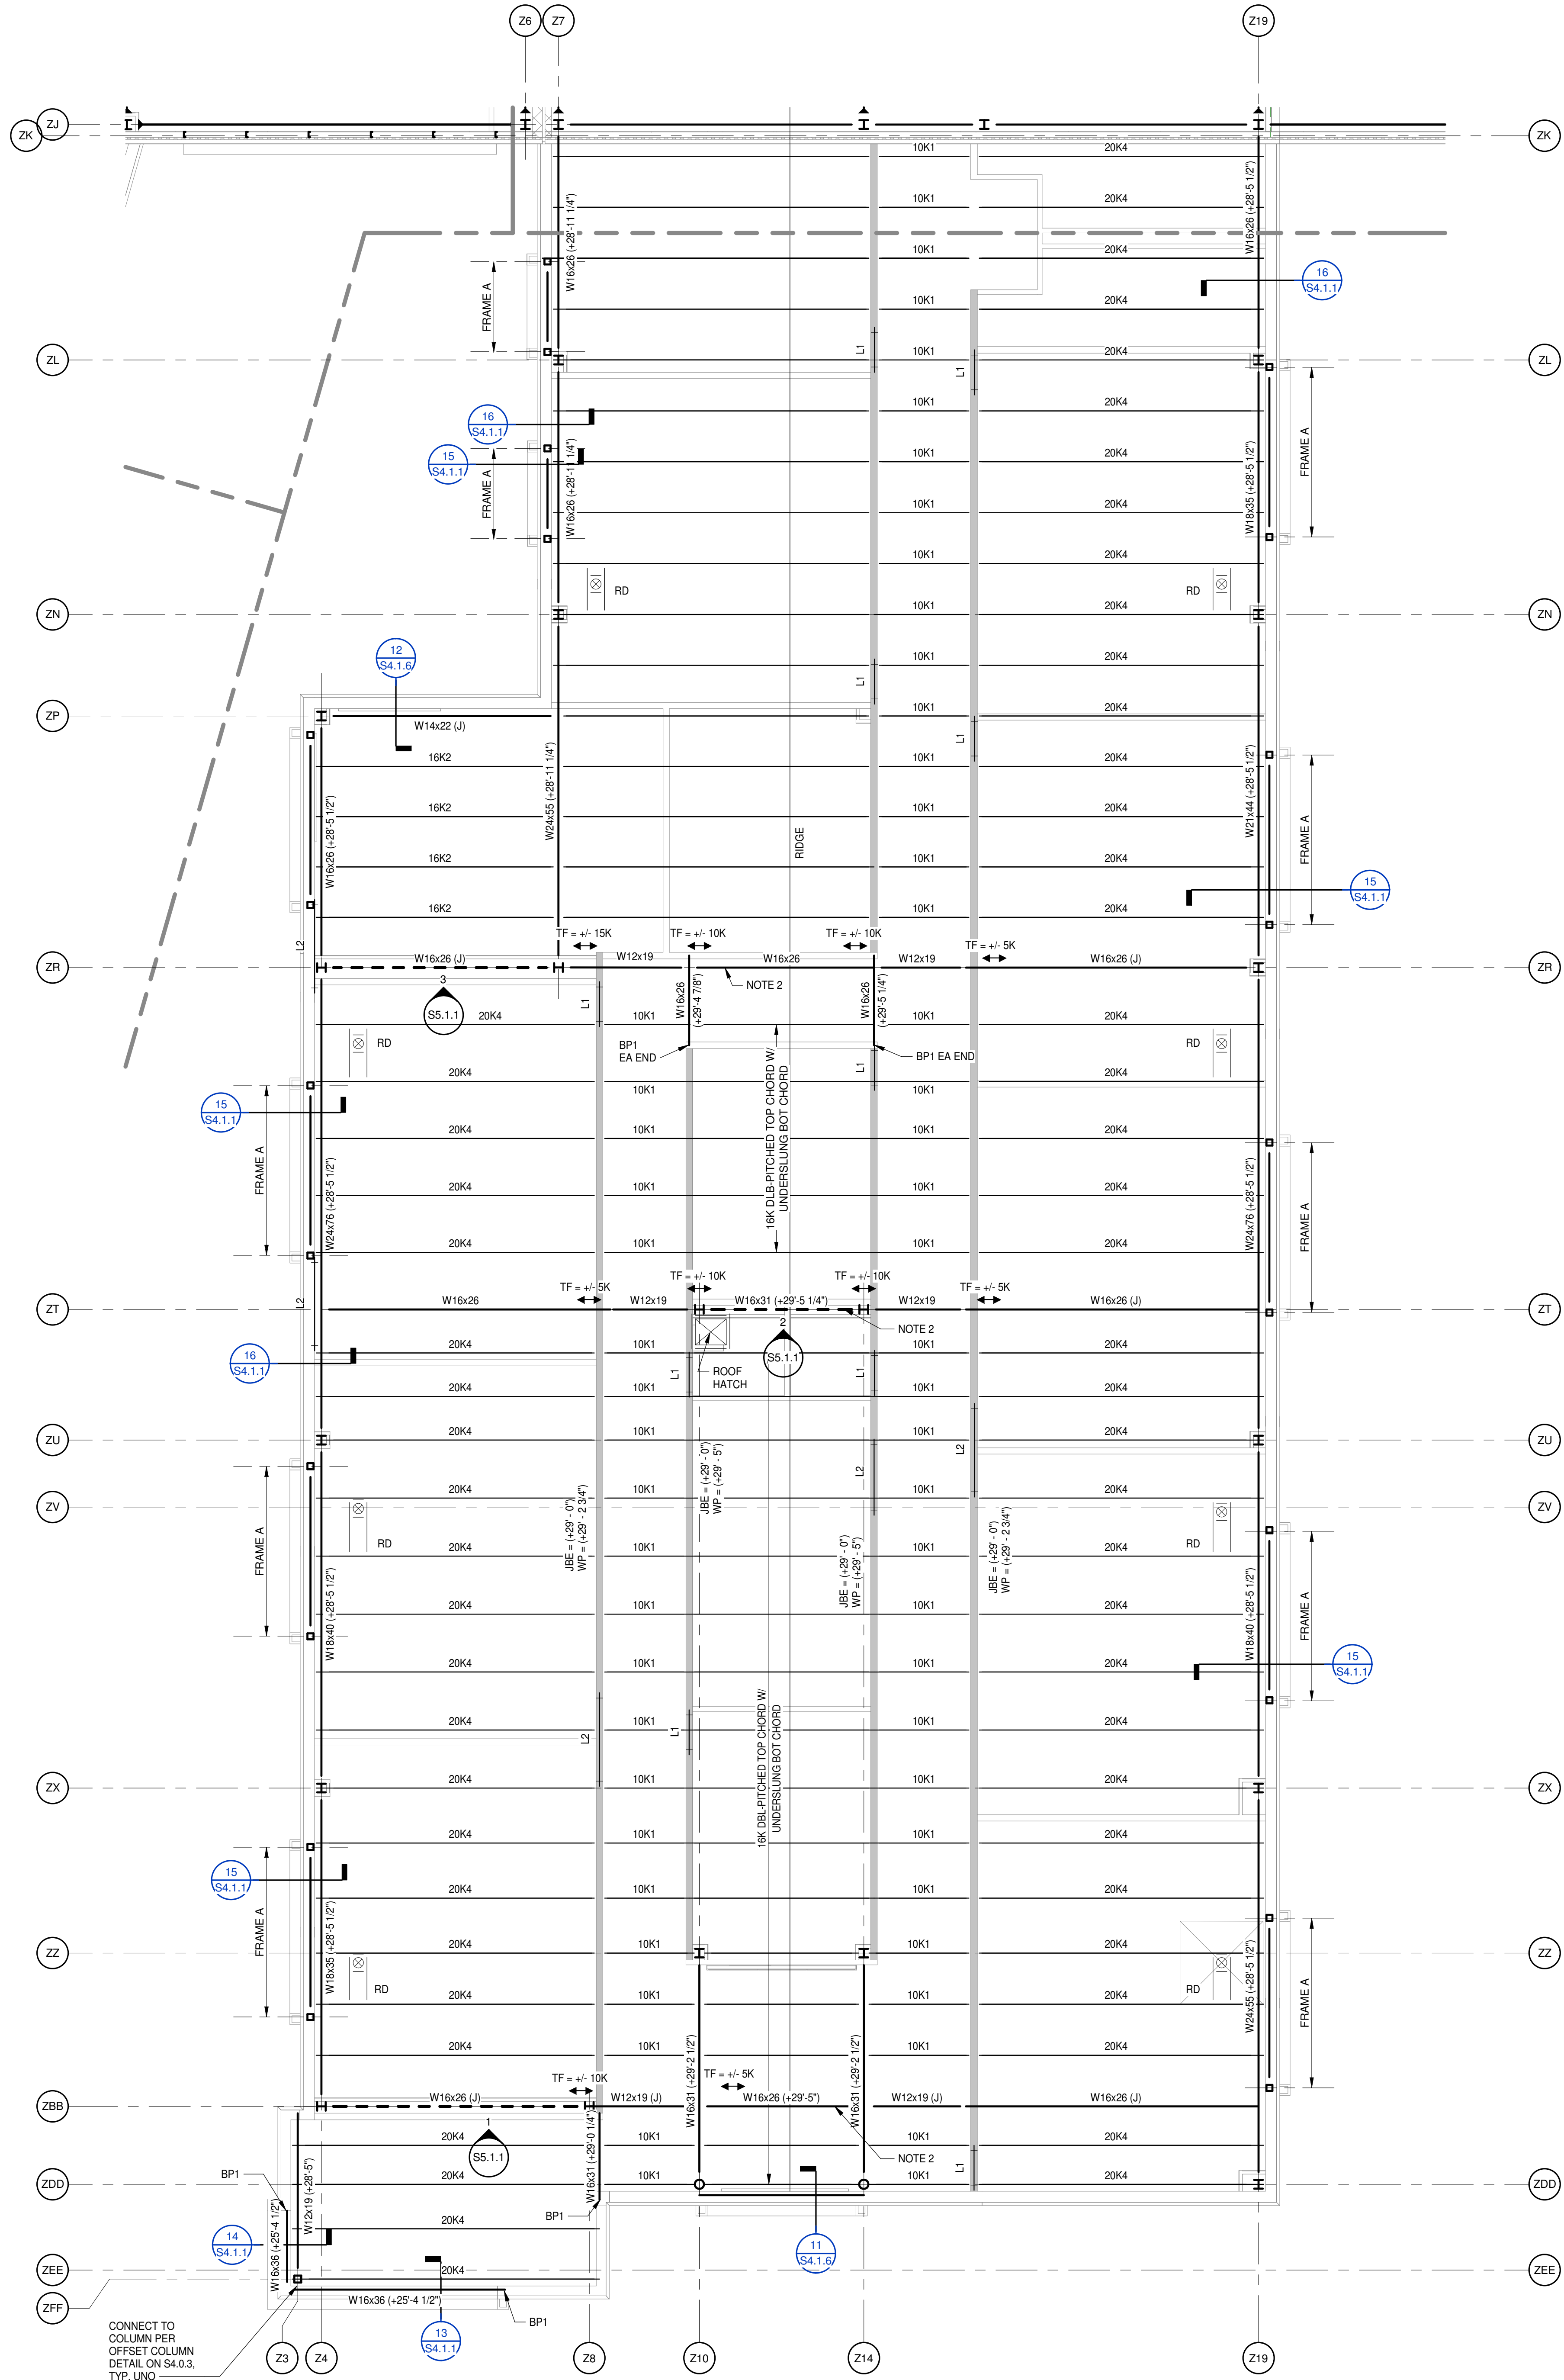 Z6
Z7
Z19
ZJ
ZK
ZK
10K1
20K4
W16x26 (+28'-11 1/4")
W16x26 (+28'-5 1/2")
10K1
20K4
10K1
20K4
16
S4.1.1
FRAME A
10K1
20K4
ZL
L1
10K1
20K4
ZL
L1
16
S4.1.1
10K1
20K4
FRAME A
15
S4.1.1
W16x26 (+28'-11 1/4")
10K1
20K4
W18x35 (+28'-5 1/2")
FRAME A
10K1
20K4
10K1
20K4
RD
RD
ZN
10K1
20K4
ZN
12
S4.1.6
10K1
20K4
L1
ZP
W14x22 (J)
10K1
20K4
ZP
L1
16K2
10K1
20K4
W24x55 (+28'-11 1/4")
W21x44 (+28'-5 1/2")
16K2
10K1
20K4
RIDGE
FRAME A
W16x26 (+28'-5 1/2")
16K2
10K1
20K4
15
S4.1.1
16K2
10K1
20K4
L2
TF = +/- 15K
TF = +/- 10K
TF = +/- 10K
TF = +/- 5K
ZR
W16x26 (J)
W12x19
W16x26
W12x19
W16x26 (J)
ZR
3
S5.1.1
NOTE 2
W16x26
(+29'-4 7/8")
W16x26
(+29'-5 1/4")
L1
20K4
10K1
10K1
20K4
RD
BP1
EA END
BP1 EA END
RD
L1
20K4
10K1
10K1
20K4
15
S4.1.1
20K4
10K1
10K1
20K4
16K DLB-PITCHED TOP CHORD W/
UNDERSLUNG BOT CHORD
FRAME A
W24x76 (+28'-5 1/2")
20K4
10K1
10K1
20K4
W24x76 (+28'-5 1/2")
FRAME A
20K4
10K1
10K1
20K4
L2
TF = +/- 5K
TF = +/- 10K
TF = +/- 10K
TF = +/- 5K
ZT
W16x26
W12x19
W16x31 (+29'-5 1/4")
W12x19
W16x26 (J)
ZT
NOTE 2
2
S5.1.1
16
S4.1.1
20K4
10K1
10K1
20K4
ROOF
HATCH
L1
L1
20K4
10K1
10K1
20K4
ZU
20K4
10K1
10K1
20K4
ZU
L2
L2
JBE = (+29' - 0")
WP = (+29' - 5")
20K4
10K1
10K1
20K4
ZV
ZV
JBE = (+29' - 0")
WP = (+29' - 2 3/4")
JBE = (+29' - 0")
WP = (+29' - 5")
JBE = (+29' - 0")
WP = (+29' - 2 3/4")
RD
RD
FRAME A
20K4
10K1
10K1
20K4
W18x40 (+28'-5 1/2")
W18x40 (+28'-5 1/2")
FRAME A
20K4
10K1
10K1
20K4
20K4
10K1
10K1
20K4
15
S4.1.1
20K4
10K1
10K1
20K4
L2
L1
16K DBL-PITCHED TOP CHORD W/
UNDERSLUNG BOT CHORD
ZX
20K4
10K1
10K1
20K4
ZX
20K4
10K1
10K1
20K4
15
S4.1.1
20K4
10K1
10K1
20K4
FRAME A
W18x35 (+28'-5 1/2")
ZZ
20K4
10K1
10K1
20K4
ZZ
RD
RD
W24x55 (+28'-5 1/2")
FRAME A
20K4
10K1
10K1
20K4
20K4
10K1
10K1
20K4
W16x31 (+29'-2 1/2")
W16x31 (+29'-2 1/2")
TF = +/- 10K
TF = +/- 5K
ZBB
W16x26 (J)
W12x19 (J)
W16x26 (+29'-5")
W12x19 (J)
W16x26 (J)
ZBB
1
S5.1.1
20K4
10K1
10K1
20K4
NOTE 2
W12x19 (+28'-5")
W16x31 (+29'-0 1/4")
BP1
ZDD
20K4
10K1
10K1
L1
20K4
ZDD
BP1
20K4
14
S4.1.1
W16x36 (+25'-4 1/2")
11
S4.1.6
ZEE
20K4
ZEE
ZFF
W16x36 (+25'-4 1/2")
BP1
CONNECT TO
COLUMN PER
OFFSET COLUMN
DETAIL ON S4.0.3,
TYP. UNO
13
S4.1.1
Z3
Z4
Z8
Z10
Z14
Z19